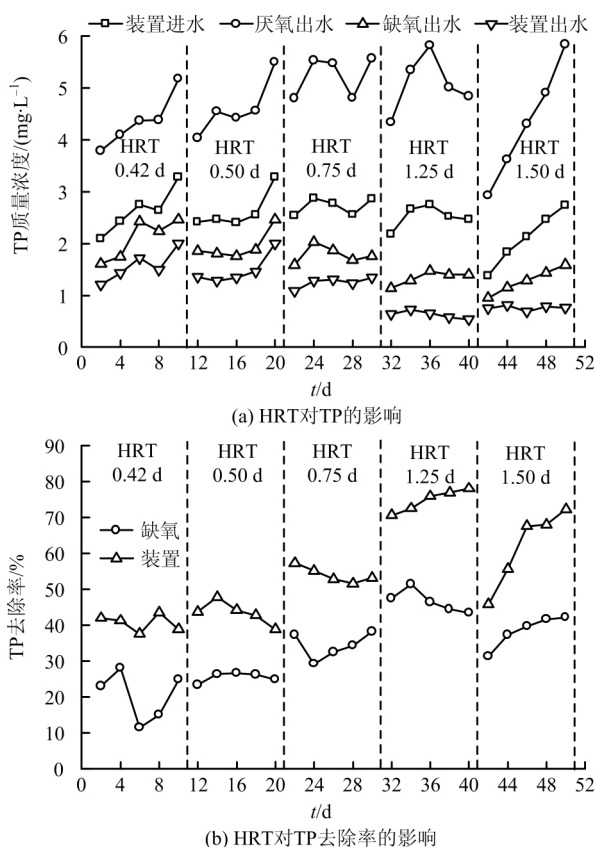 装置进水 厌氧出水 缺氧出水 装置出水
TP质量浓度/(mg·L⁻¹)
6
5
4
3
2
1
0
HRT 0.42 d
HRT 0.50 d
HRT 0.75 d
HRT 1.25 d
HRT 1.50 d
0 4 8 12 16 20 24 28 32 36 40 44 48 52
t/d
(a) HRT对TP的影响
TP去除率/%
90
80
70
60
50
40
30
20
10
0
HRT 0.42 d
HRT 0.50 d
HRT 0.75 d
HRT 1.25 d
HRT 1.50 d
缺氧
装置
0 4 8 12 16 20 24 28 32 36 40 44 48 52
t/d
(b) HRT对TP去除率的影响